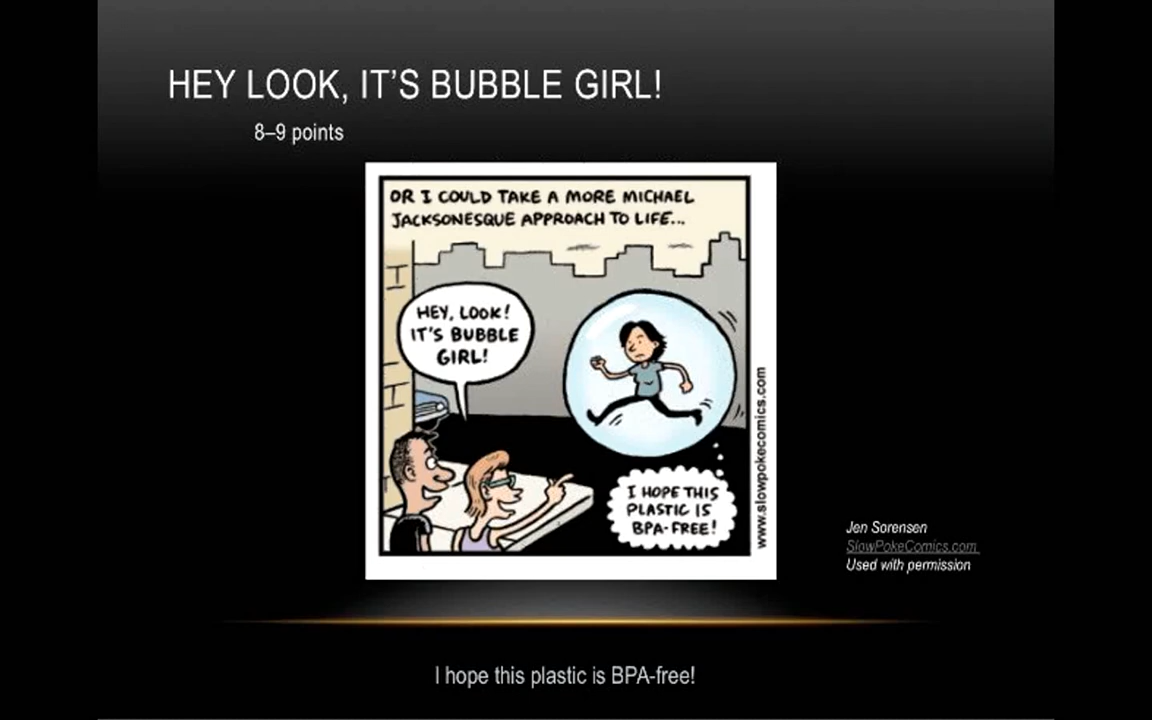 HEY LOOK, IT'S BUBBLE GIRL!
8–9 points
OR I COULD TAKE A MORE MICHAEL
JACKSONESQUE APPROACH TO LIFE...
HEY, LOOK!
IT'S BUBBLE
GIRL!
I HOPE THIS
PLASTIC IS
BPA-FREE!
www.slowpokecomics.com
Jen Sorensen
SlowPokeComics.com
Used with permission
I hope this plastic is BPA-free!